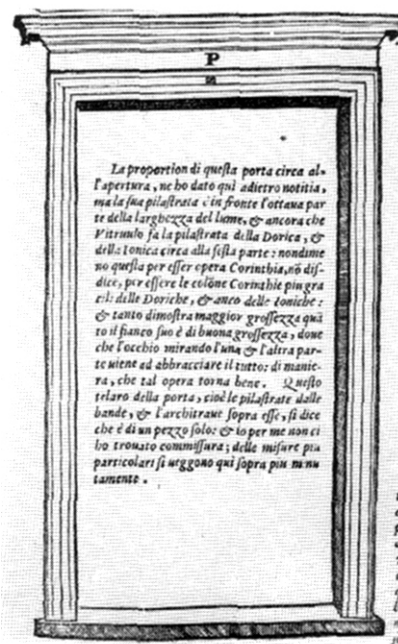 P
La proportion di queſta porta circa al-
l'apertura, ne ho dato quì adietro notitia,
ma la ſua pilaſtrata è in fronte l'ottaua par
te della larghezza del lume, & ancora che
Vitruuio fa la pilaſtrata della Dorica, &
della Ionica circa alla ſeſta parte: nondime
no queſta per eſſer opera Corinthia, nō diſ-
dice, per eſſere le colōne Corinthie piu gra
cili delle Doriche, & anco delle Ioniche:
& tanto dimoſtra maggior groſſezza quā
to il fianco ſuo è di buona groſſezza, doue
che l'occhio mirando l'una & l'altra par-
te uiene ad abbracciare il tutto: di manie-
ra, che tal opera torna bene. Queſto
telaro della porta, cioè le pilaſtrate dalle
bande, & l'architraue ſopra eſſe, ſi dice
che è di un pezzo ſolo: & io per me non ci
ho trouato commiſſura; delle miſure piu
particolari ſi ueggono quì ſopra piu minu
tamente.